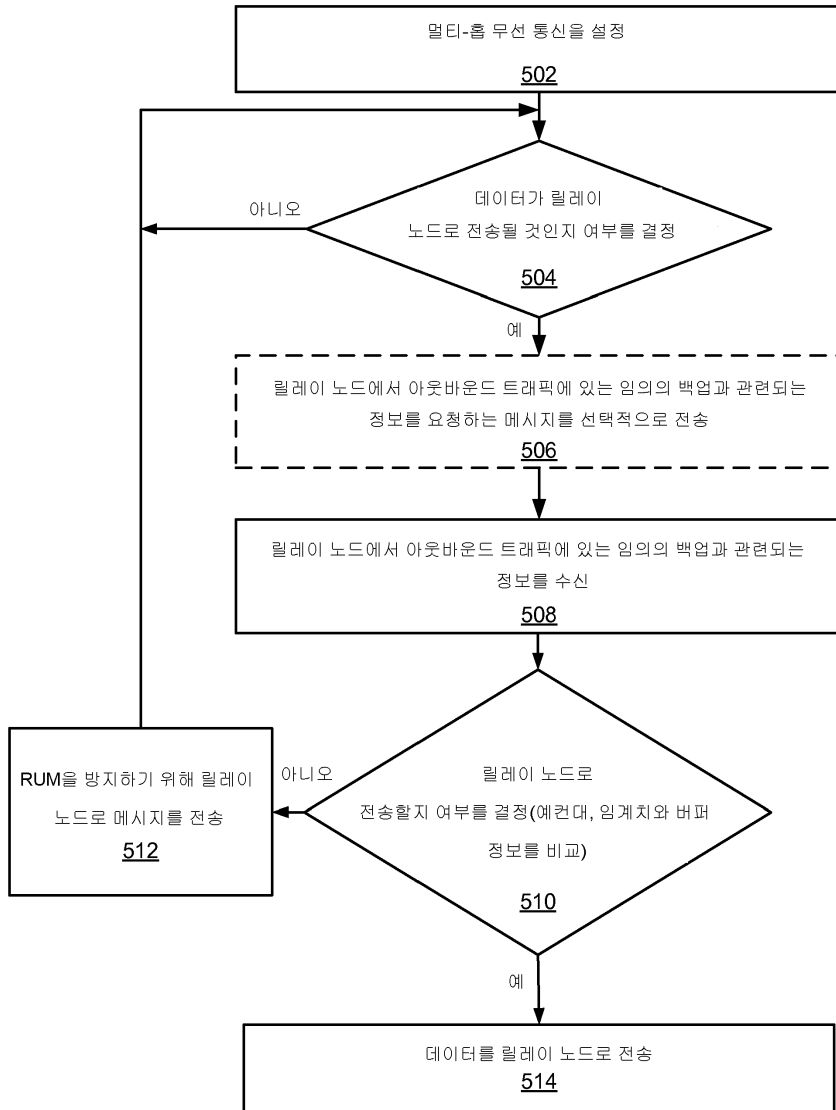 멀티-홉 무선 통신을 설정
502
데이터가 릴레이
노드로 전송될 것인지 여부를 결정
504
아니오
예
릴레이 노드에서 아웃바운드 트래픽에 있는 임의의 백업과 관련되는
정보를 요청하는 메시지를 선택적으로 전송
506
릴레이 노드에서 아웃바운드 트래픽에 있는 임의의 백업과 관련되는
정보를 수신
508
릴레이 노드로
전송할지 여부를 결정(예컨대, 임계치와 버퍼
정보를 비교)
510
아니오
RUM을 방지하기 위해 릴레이
노드로 메시지를 전송
512
예
데이터를 릴레이 노드로 전송
514